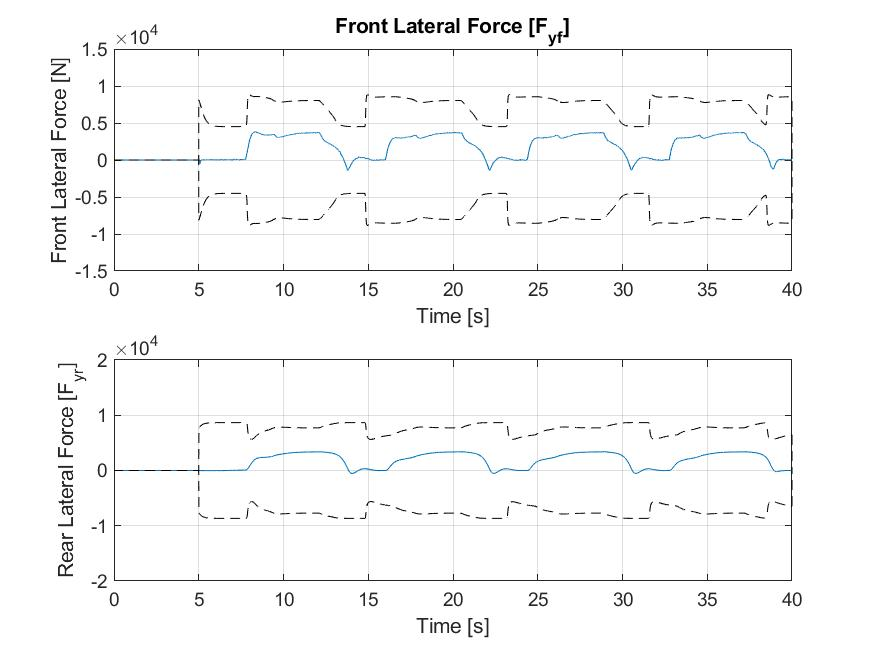 Front Lateral Force [Fyf]
×10^4
1.5
1
0.5
0
-0.5
-1
-1.5
Front Lateral Force [N]
0 5 10 15 20 25 30 35 40
Time [s]
×10^4
2
1
0
-1
-2
Rear Lateral Force [Fyr]
0 5 10 15 20 25 30 35 40
Time [s]